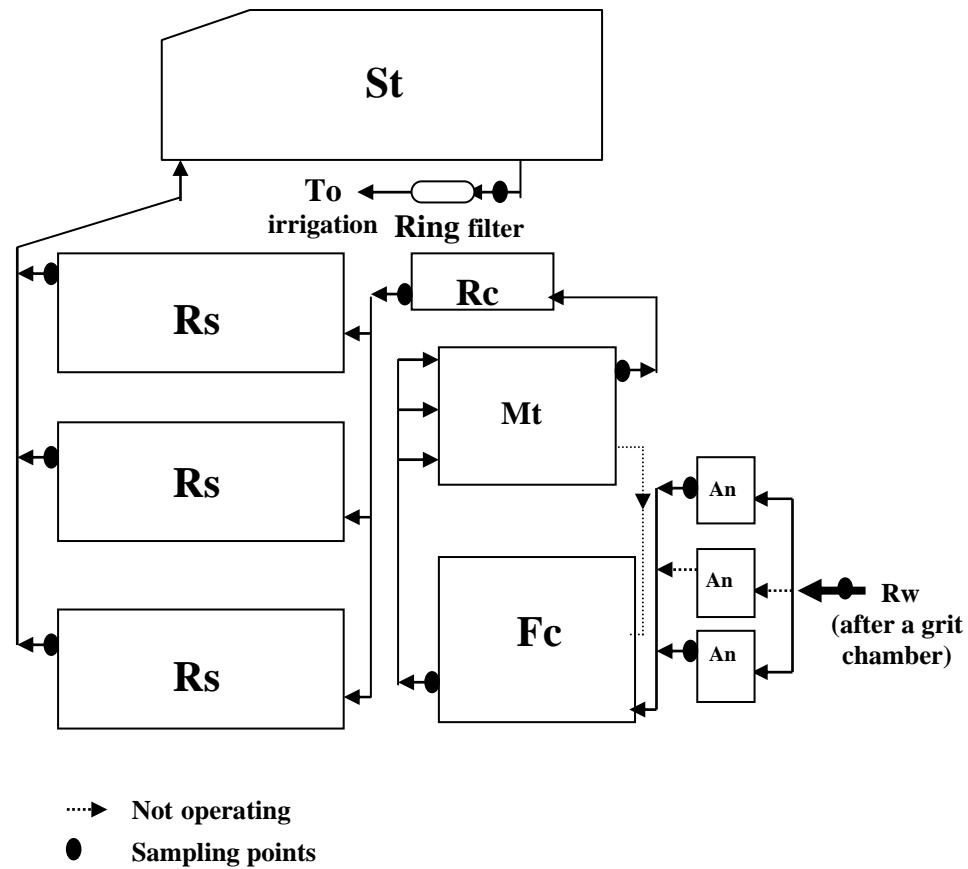 St
To
irrigation
Ring filter
Rs
Rc
Rs
Mt
An
An
Rw
(after a grit
chamber)
Fc
An
Rs
Not operating
Sampling points